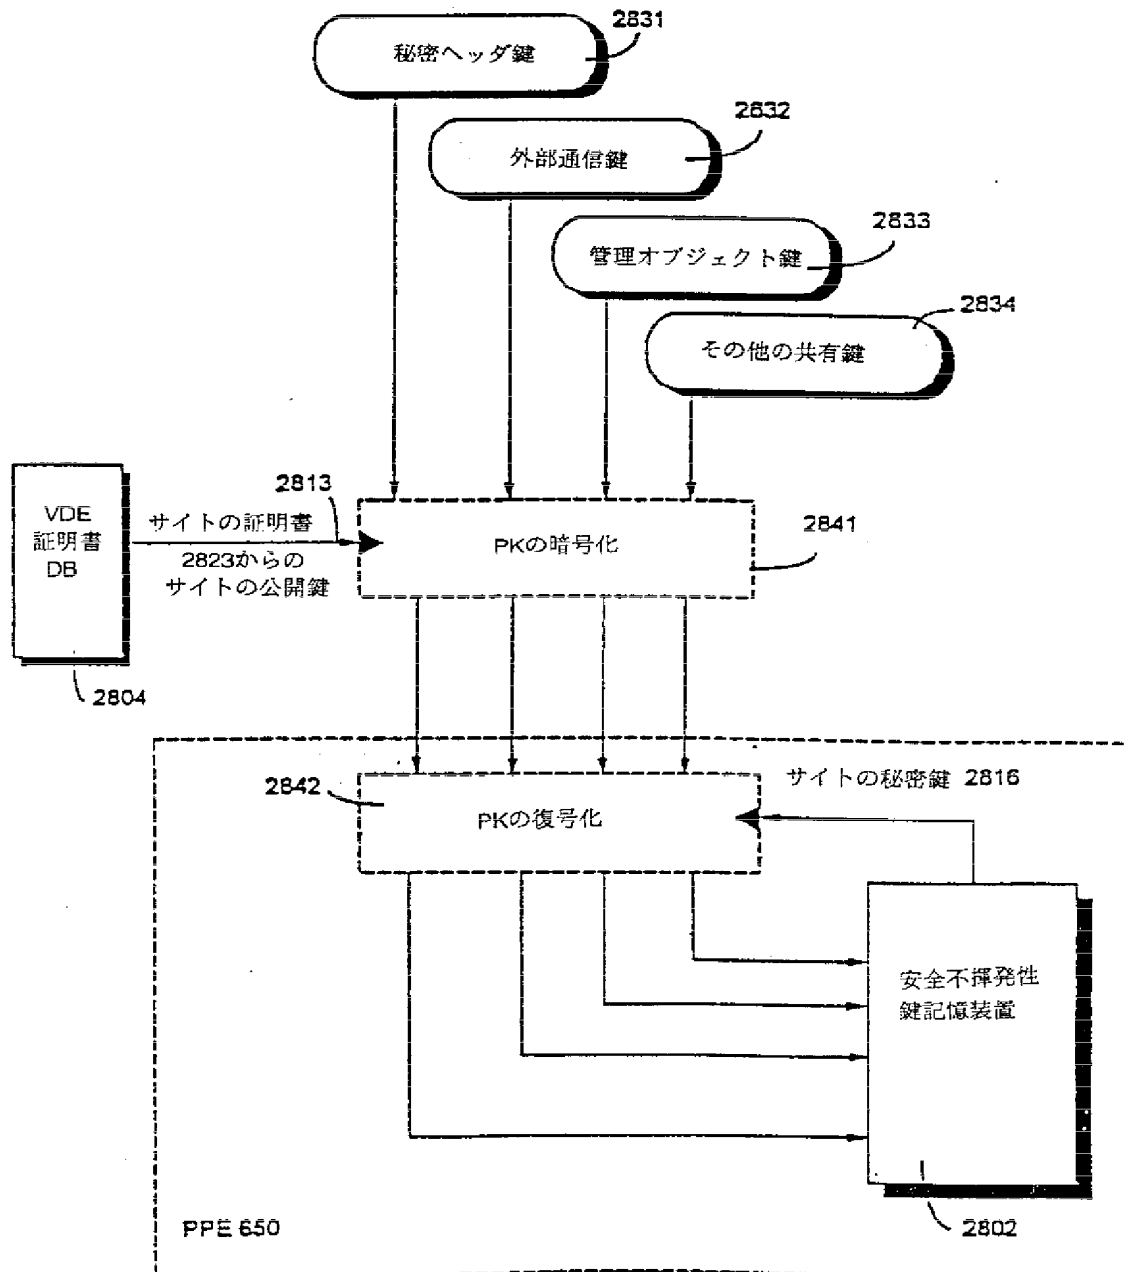 2831
秘密ヘッダ鍵
2832
外部通信鍵
2833
管理オブジェクト鍵
2834
その他の共有鍵
2813
VDE
証明書
DB
サイトの証明書
2823からの
サイトの公開鍵
PKの暗号化
2841
2804
2842
PKの復号化
サイトの秘密鍵 2816
安全不揮発性
鍵記憶装置
PPE 650
2802